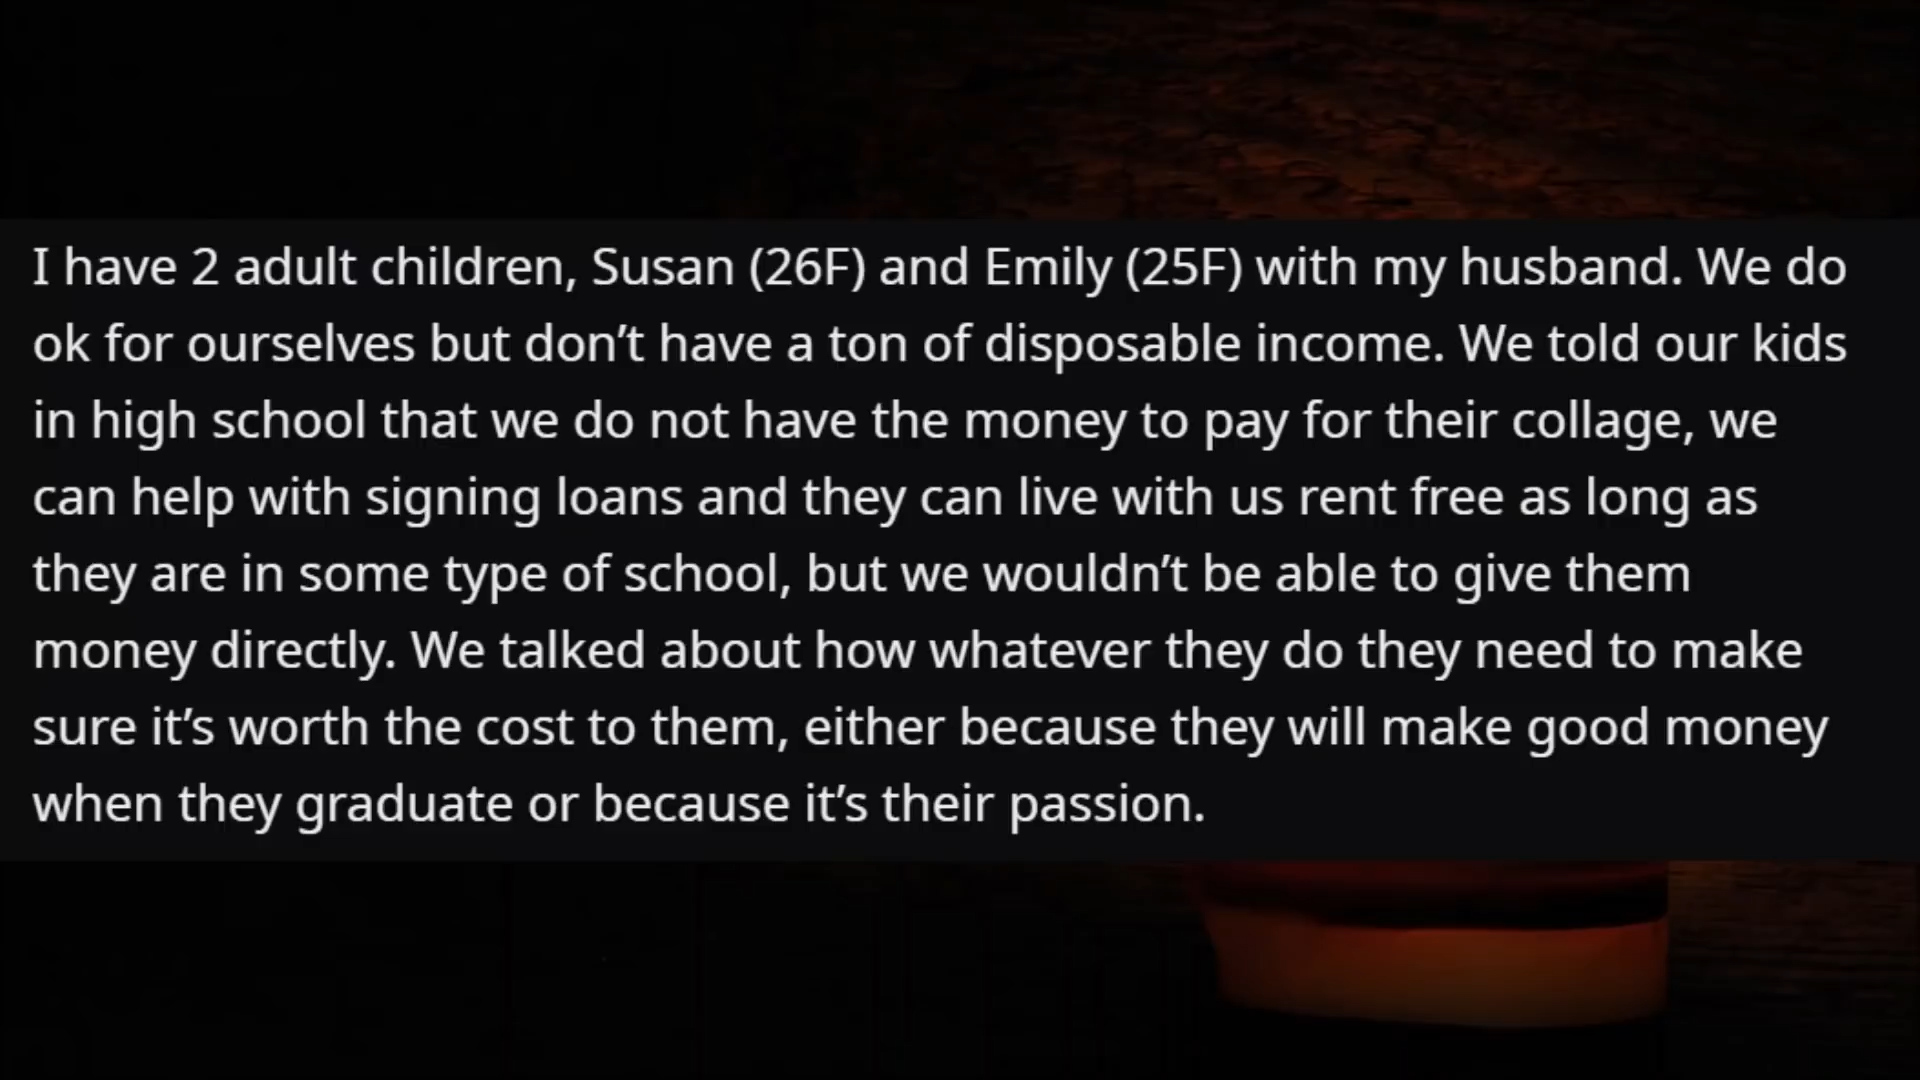 I have 2 adult children, Susan (26F) and Emily (25F) with my husband. We do
ok for ourselves but don’t have a ton of disposable income. We told our kids
in high school that we do not have the money to pay for their collage, we
can help with signing loans and they can live with us rent free as long as
they are in some type of school, but we wouldn’t be able to give them
money directly. We talked about how whatever they do they need to make
sure it’s worth the cost to them, either because they will make good money
when they graduate or because it’s their passion.